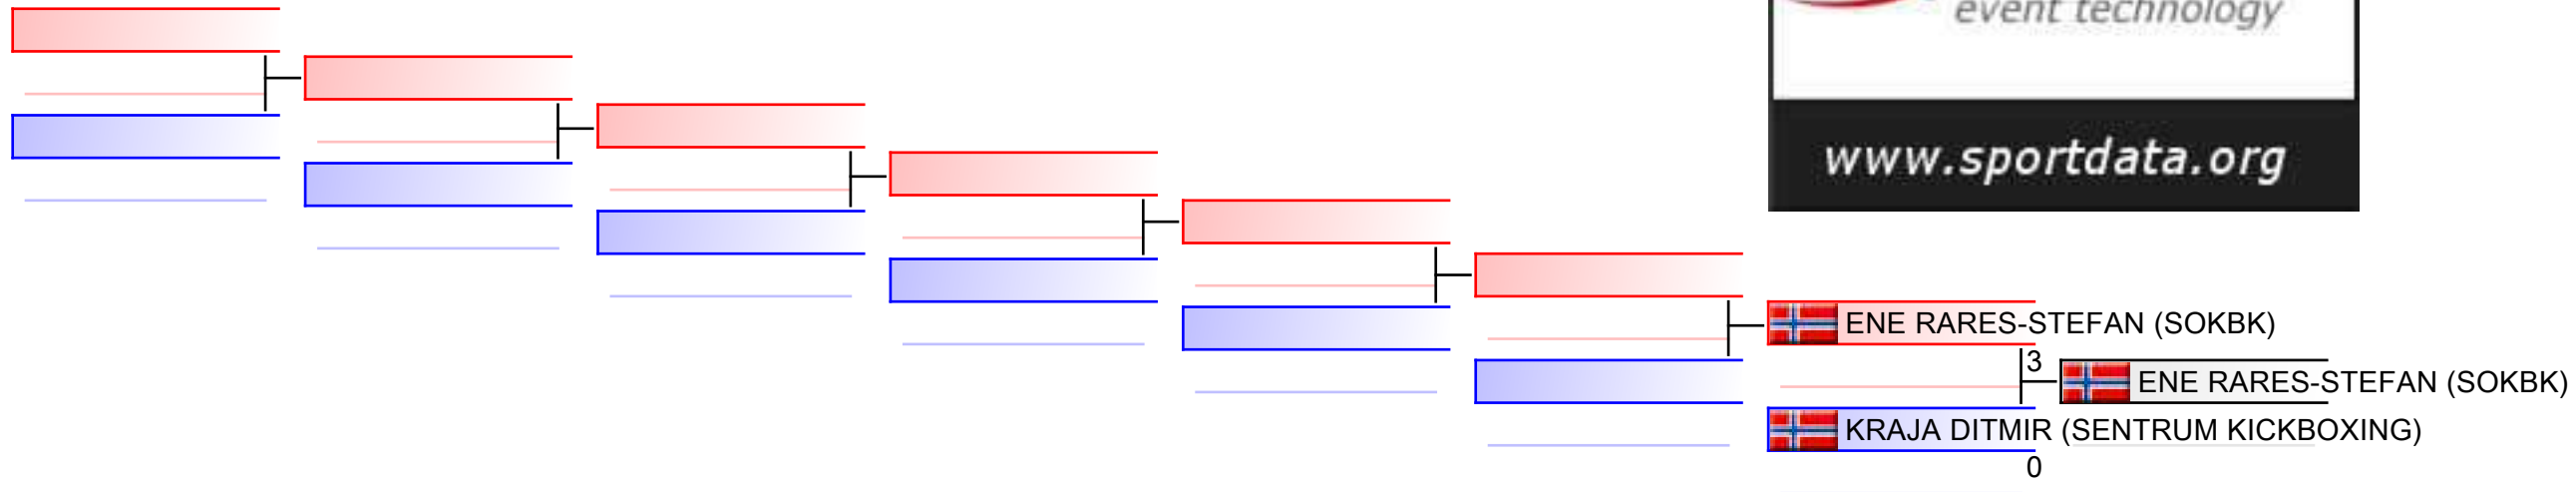 event technology
www.sportdata.org
ENE RARES-STEFAN (SOKBK)
3
ENE RARES-STEFAN (SOKBK)
KRAJA DITMIR (SENTRUM KICKBOXING)
0